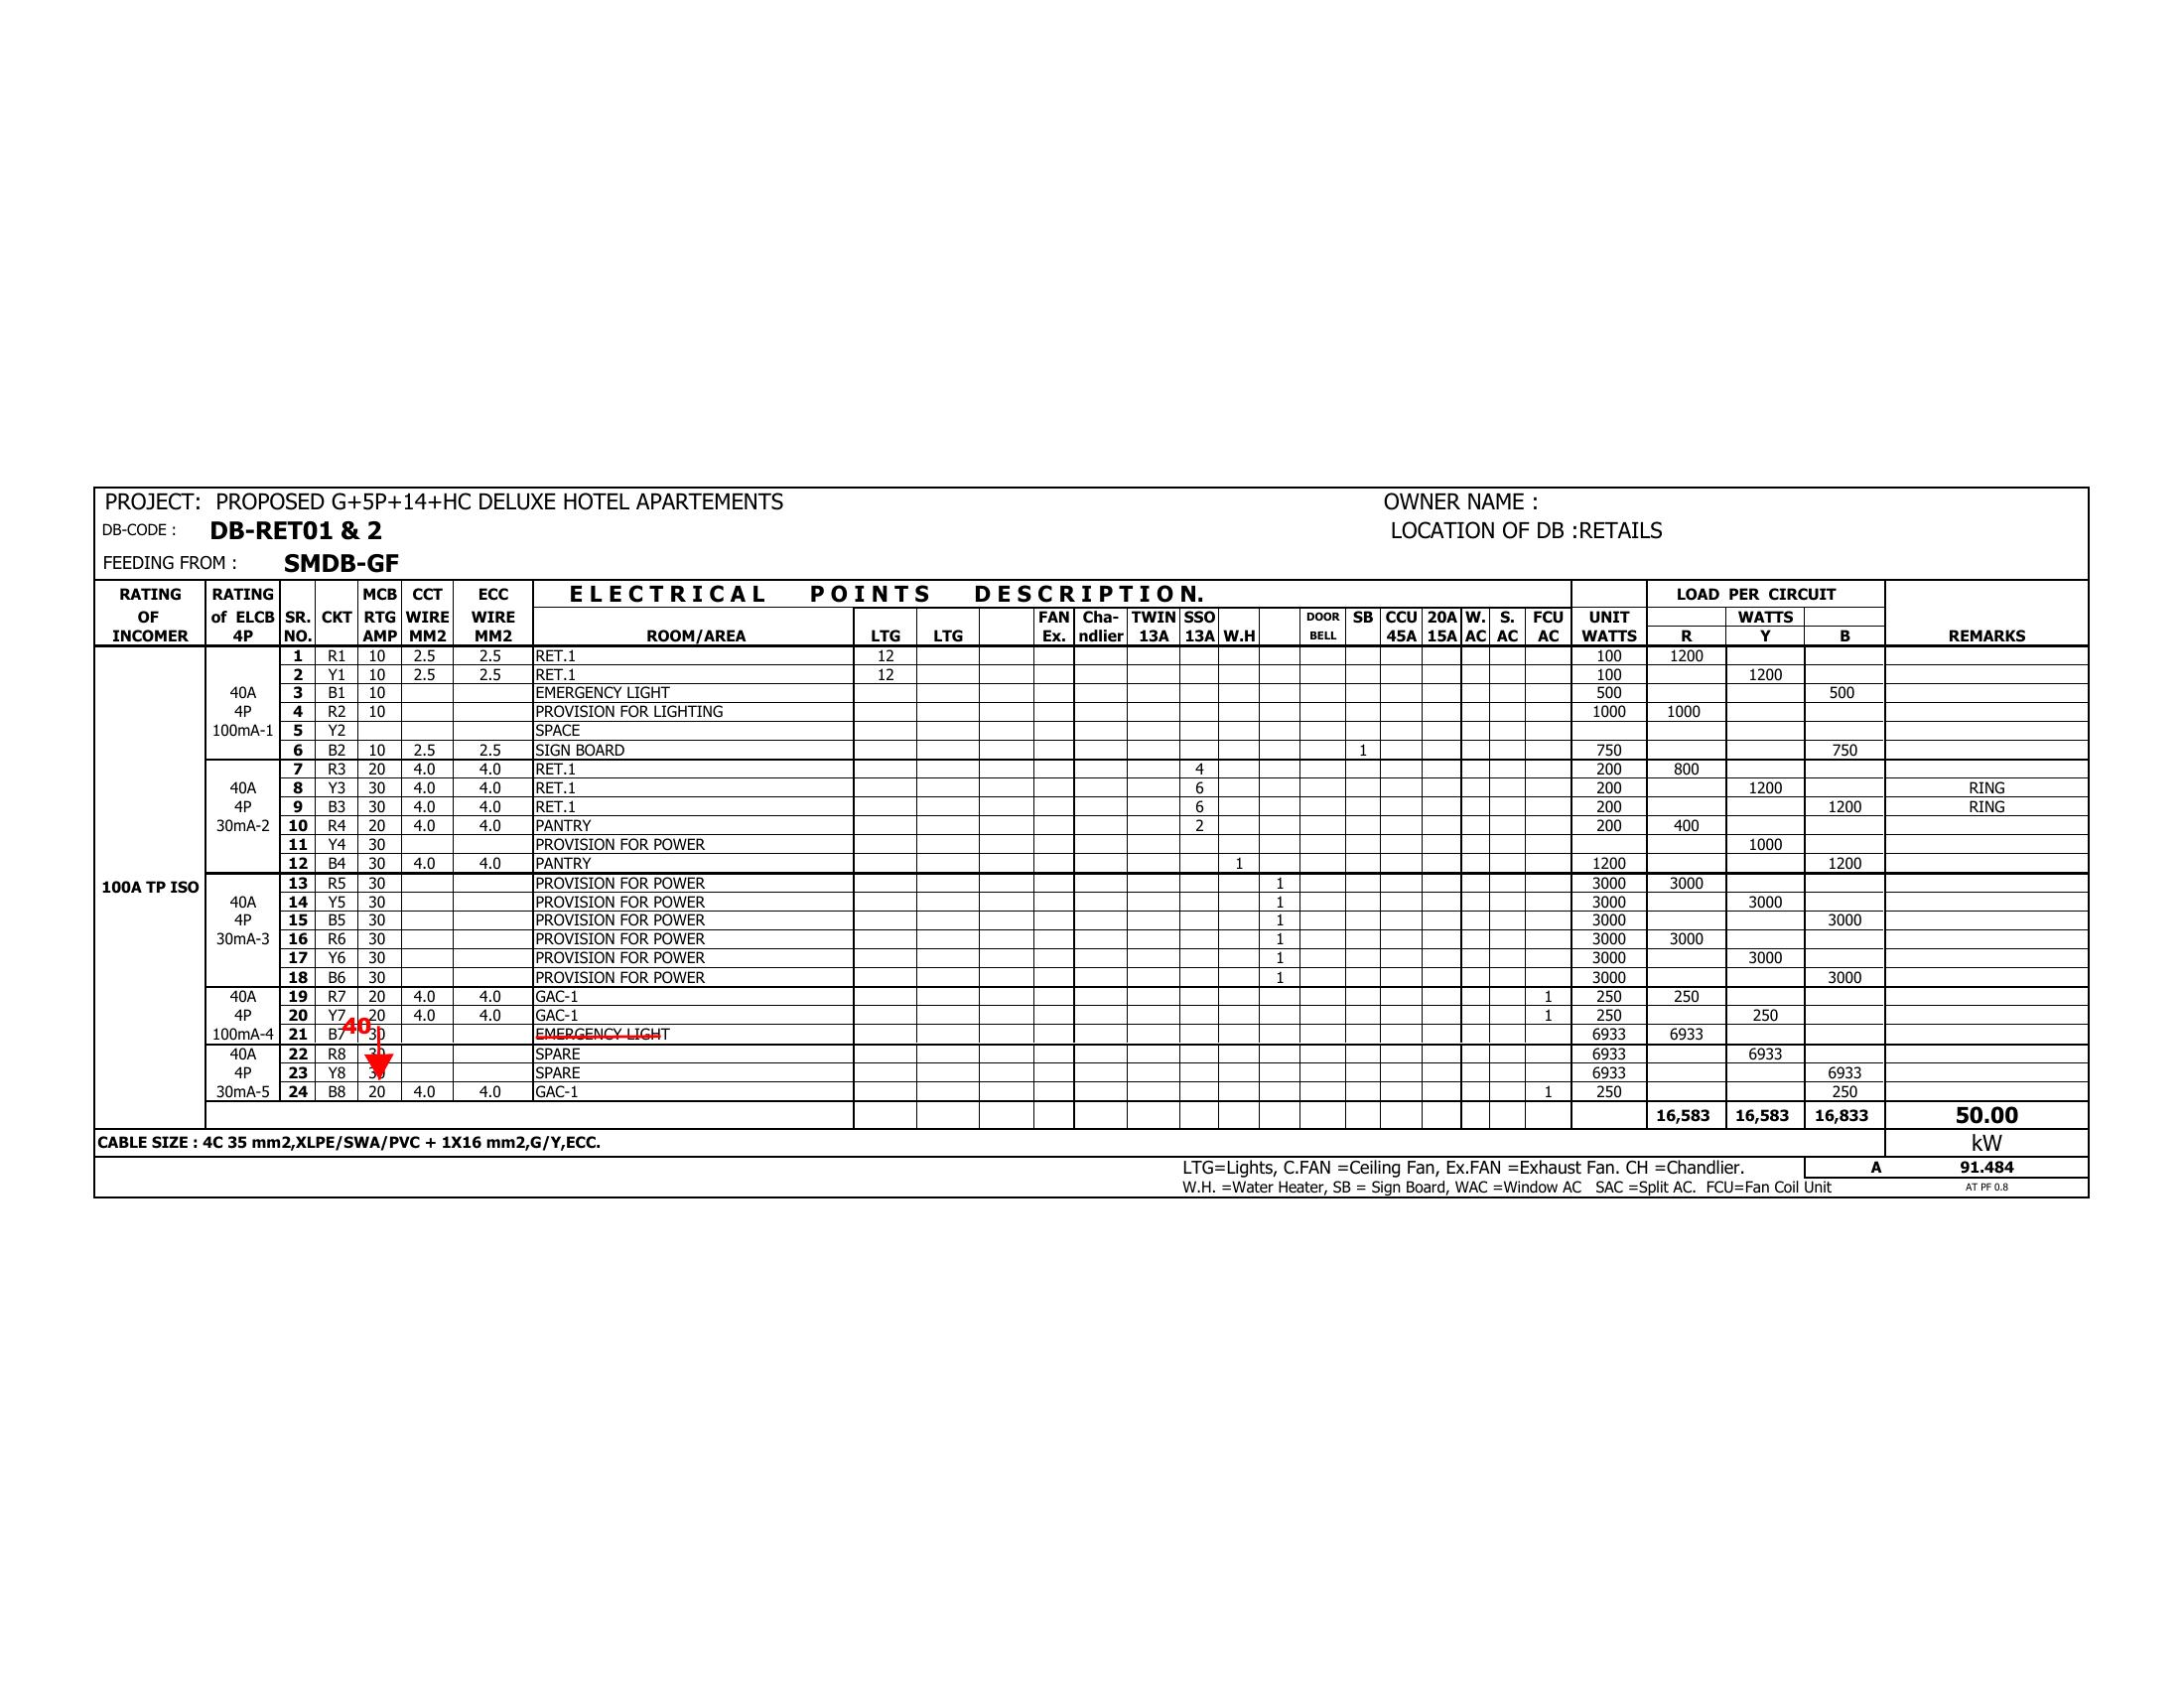 PROJECT: PROPOSED G+5P+14+HC DELUXE HOTEL APARTEMENTS OWNER NAME :
DB-CODE : DB-RET01 & 2 LOCATION OF DB :RETAILS
FEEDING FROM : SMDB-GF
RATING RATING MCB CCT ECC ELECTRICAL POINTS DESCRIPTION. LOAD PER CIRCUIT
OF of ELCB SR. CKT RTG WIRE WIRE FAN Cha- TWIN SSO DOOR SB CCU 20A W. S. FCU UNIT WATTS
INCOMER 4P NO. AMP MM2 MM2 ROOM/AREA LTG LTG Ex. ndlier 13A 13A W.H BELL 45A 15A AC AC AC WATTS R Y B REMARKS
1 R1 10 2.5 2.5 RET.1 12 100 1200
2 Y1 10 2.5 2.5 RET.1 12 100 1200
40A 3 B1 10 EMERGENCY LIGHT 500 500
4P 4 R2 10 PROVISION FOR LIGHTING 1000 1000
100mA-1 5 Y2 SPACE
6 B2 10 2.5 2.5 SIGN BOARD 1 750 750
7 R3 20 4.0 4.0 RET.1 4 200 800
40A 8 Y3 30 4.0 4.0 RET.1 6 200 1200 RING
4P 9 B3 30 4.0 4.0 RET.1 6 200 1200 RING
30mA-2 10 R4 20 4.0 4.0 PANTRY 2 200 400
11 Y4 30 PROVISION FOR POWER 1000
12 B4 30 4.0 4.0 PANTRY 1 1200 1200
100A TP ISO 13 R5 30 PROVISION FOR POWER 1 3000 3000
40A 14 Y5 30 PROVISION FOR POWER 1 3000 3000
4P 15 B5 30 PROVISION FOR POWER 1 3000 3000
30mA-3 16 R6 30 PROVISION FOR POWER 1 3000 3000
17 Y6 30 PROVISION FOR POWER 1 3000 3000
18 B6 30 PROVISION FOR POWER 1 3000 3000
40A 19 R7 20 4.0 4.0 GAC-1 1 250 250
4P 20 Y7 20 4.0 4.0 GAC-1 1 250 250
40
100mA-4 21 B7 30 EMERGENCY LIGHT 6933 6933
40A 22 R8 30 SPARE 6933 6933
4P 23 Y8 30 SPARE 6933 6933
30mA-5 24 B8 20 4.0 4.0 GAC-1 1 250 250
16,583 16,583 16,833 50.00
CABLE SIZE : 4C 35 mm2,XLPE/SWA/PVC + 1X16 mm2,G/Y,ECC. kW
LTG=Lights, C.FAN =Ceiling Fan, Ex.FAN =Exhaust Fan. CH =Chandlier. A 91.484
W.H. =Water Heater, SB = Sign Board, WAC =Window AC SAC =Split AC. FCU=Fan Coil Unit AT PF 0.8